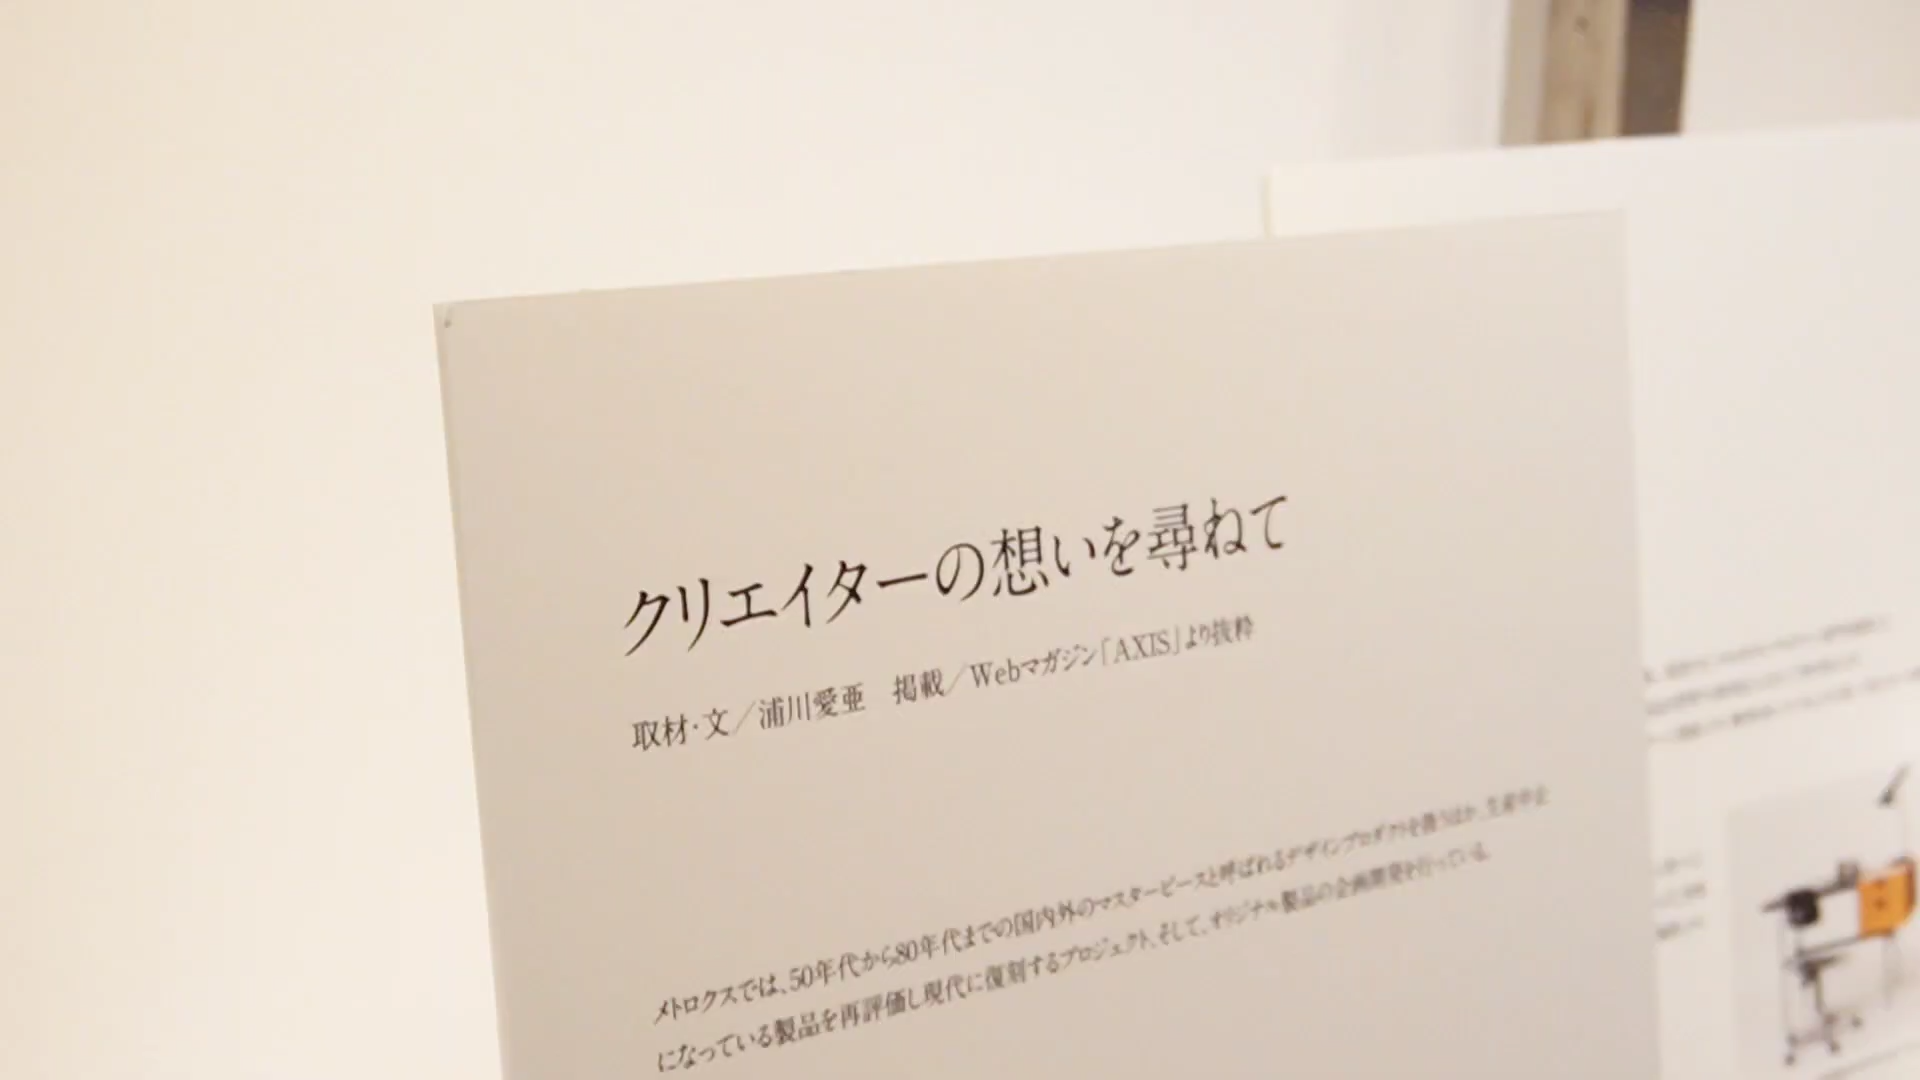 クリエイターの想いを尋ねて
取材・文／浦川愛亜　掲載／Webマガジン「AXIS」より抜粋
メトロクスでは、50年代から80年代までの国内外のマスターピースと呼ばれるデザインプロダクトを扱うほか、生産中止
になっている製品を再評価し現代に復刻するプロジェクト、そして、オリジナル製品の企画開発を行っている。